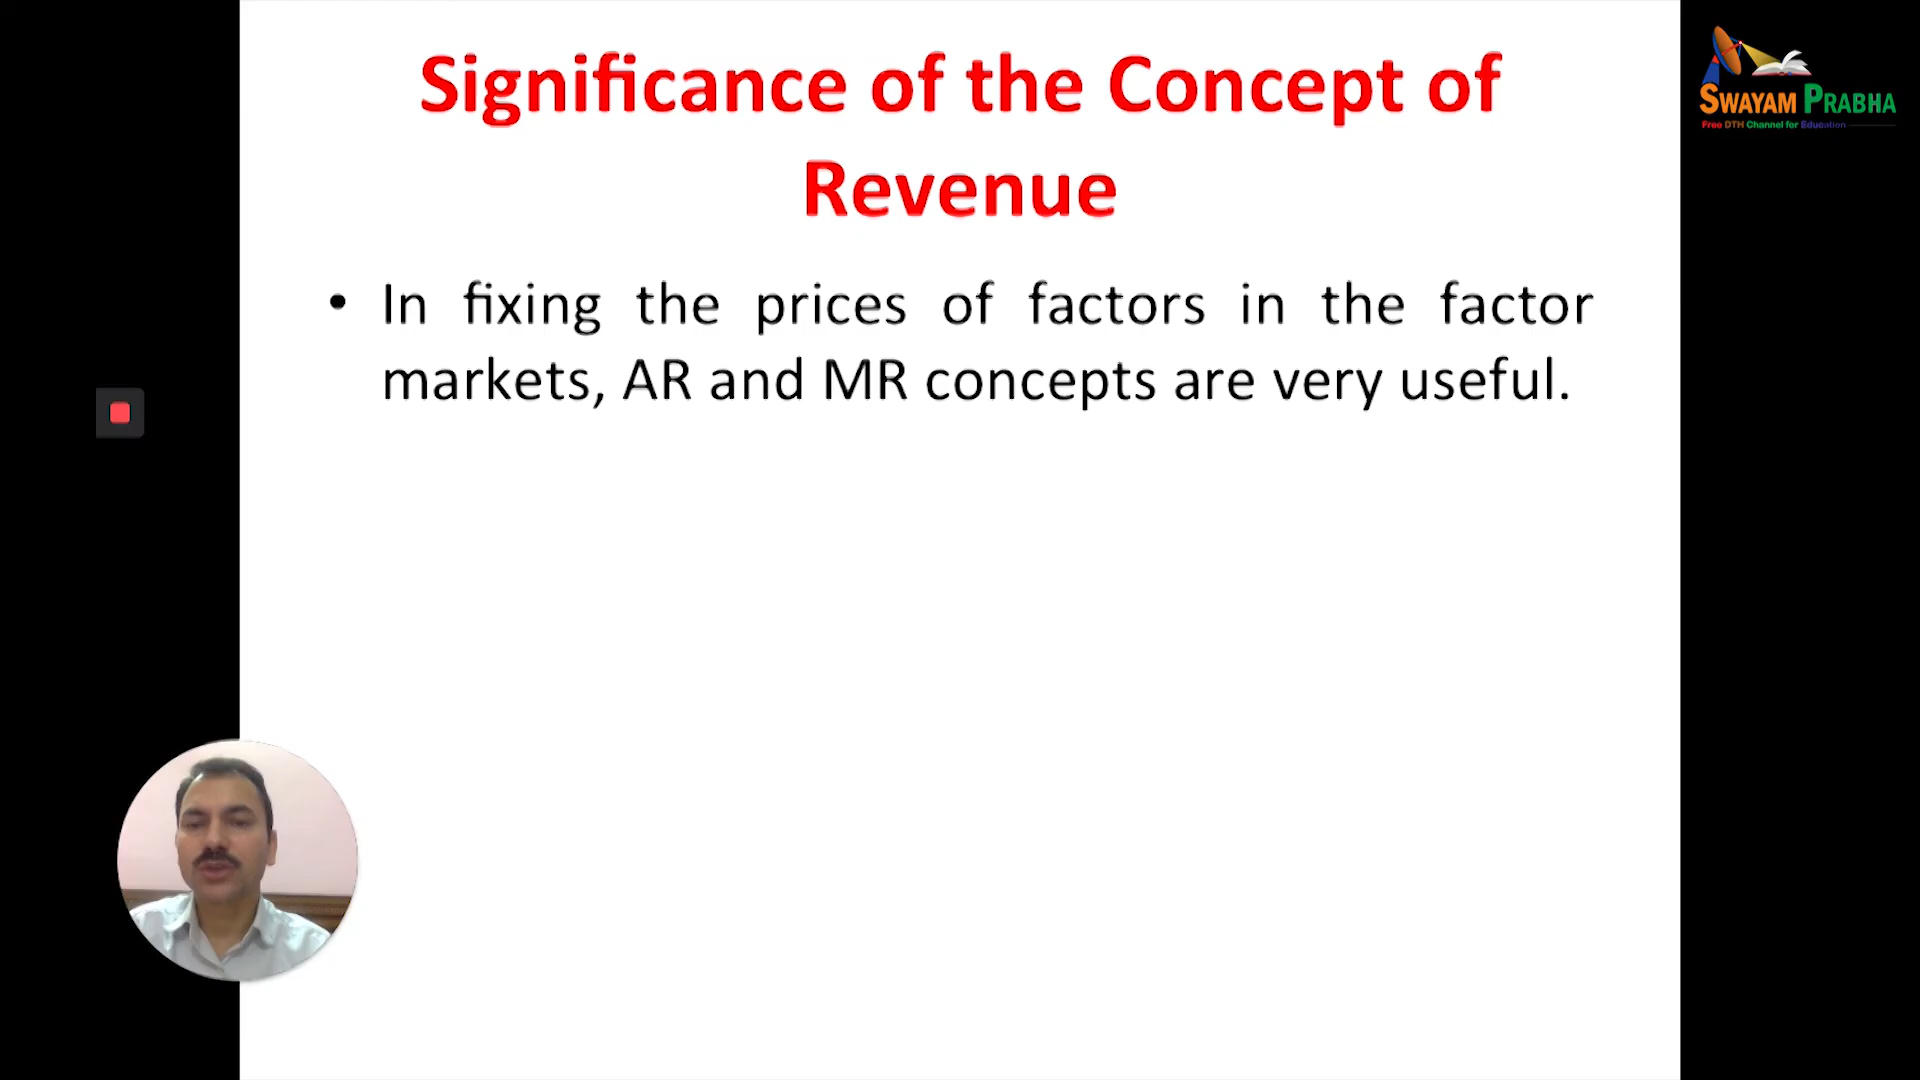 Significance of the Concept of
Revenue
• In fixing the prices of factors in the factor
markets, AR and MR concepts are very useful.
SWAYAM PRABHA
Free DTH Channel for Education